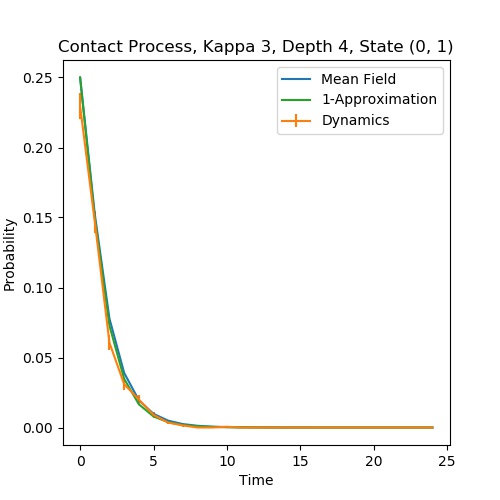 Contact Process, Kappa 3, Depth 4, State (0, 1)
Mean Field
1-Approximation
Dynamics
Probability
0.25
0.20
0.15
0.10
0.05
0.00
0 5 10 15 20 25
Time